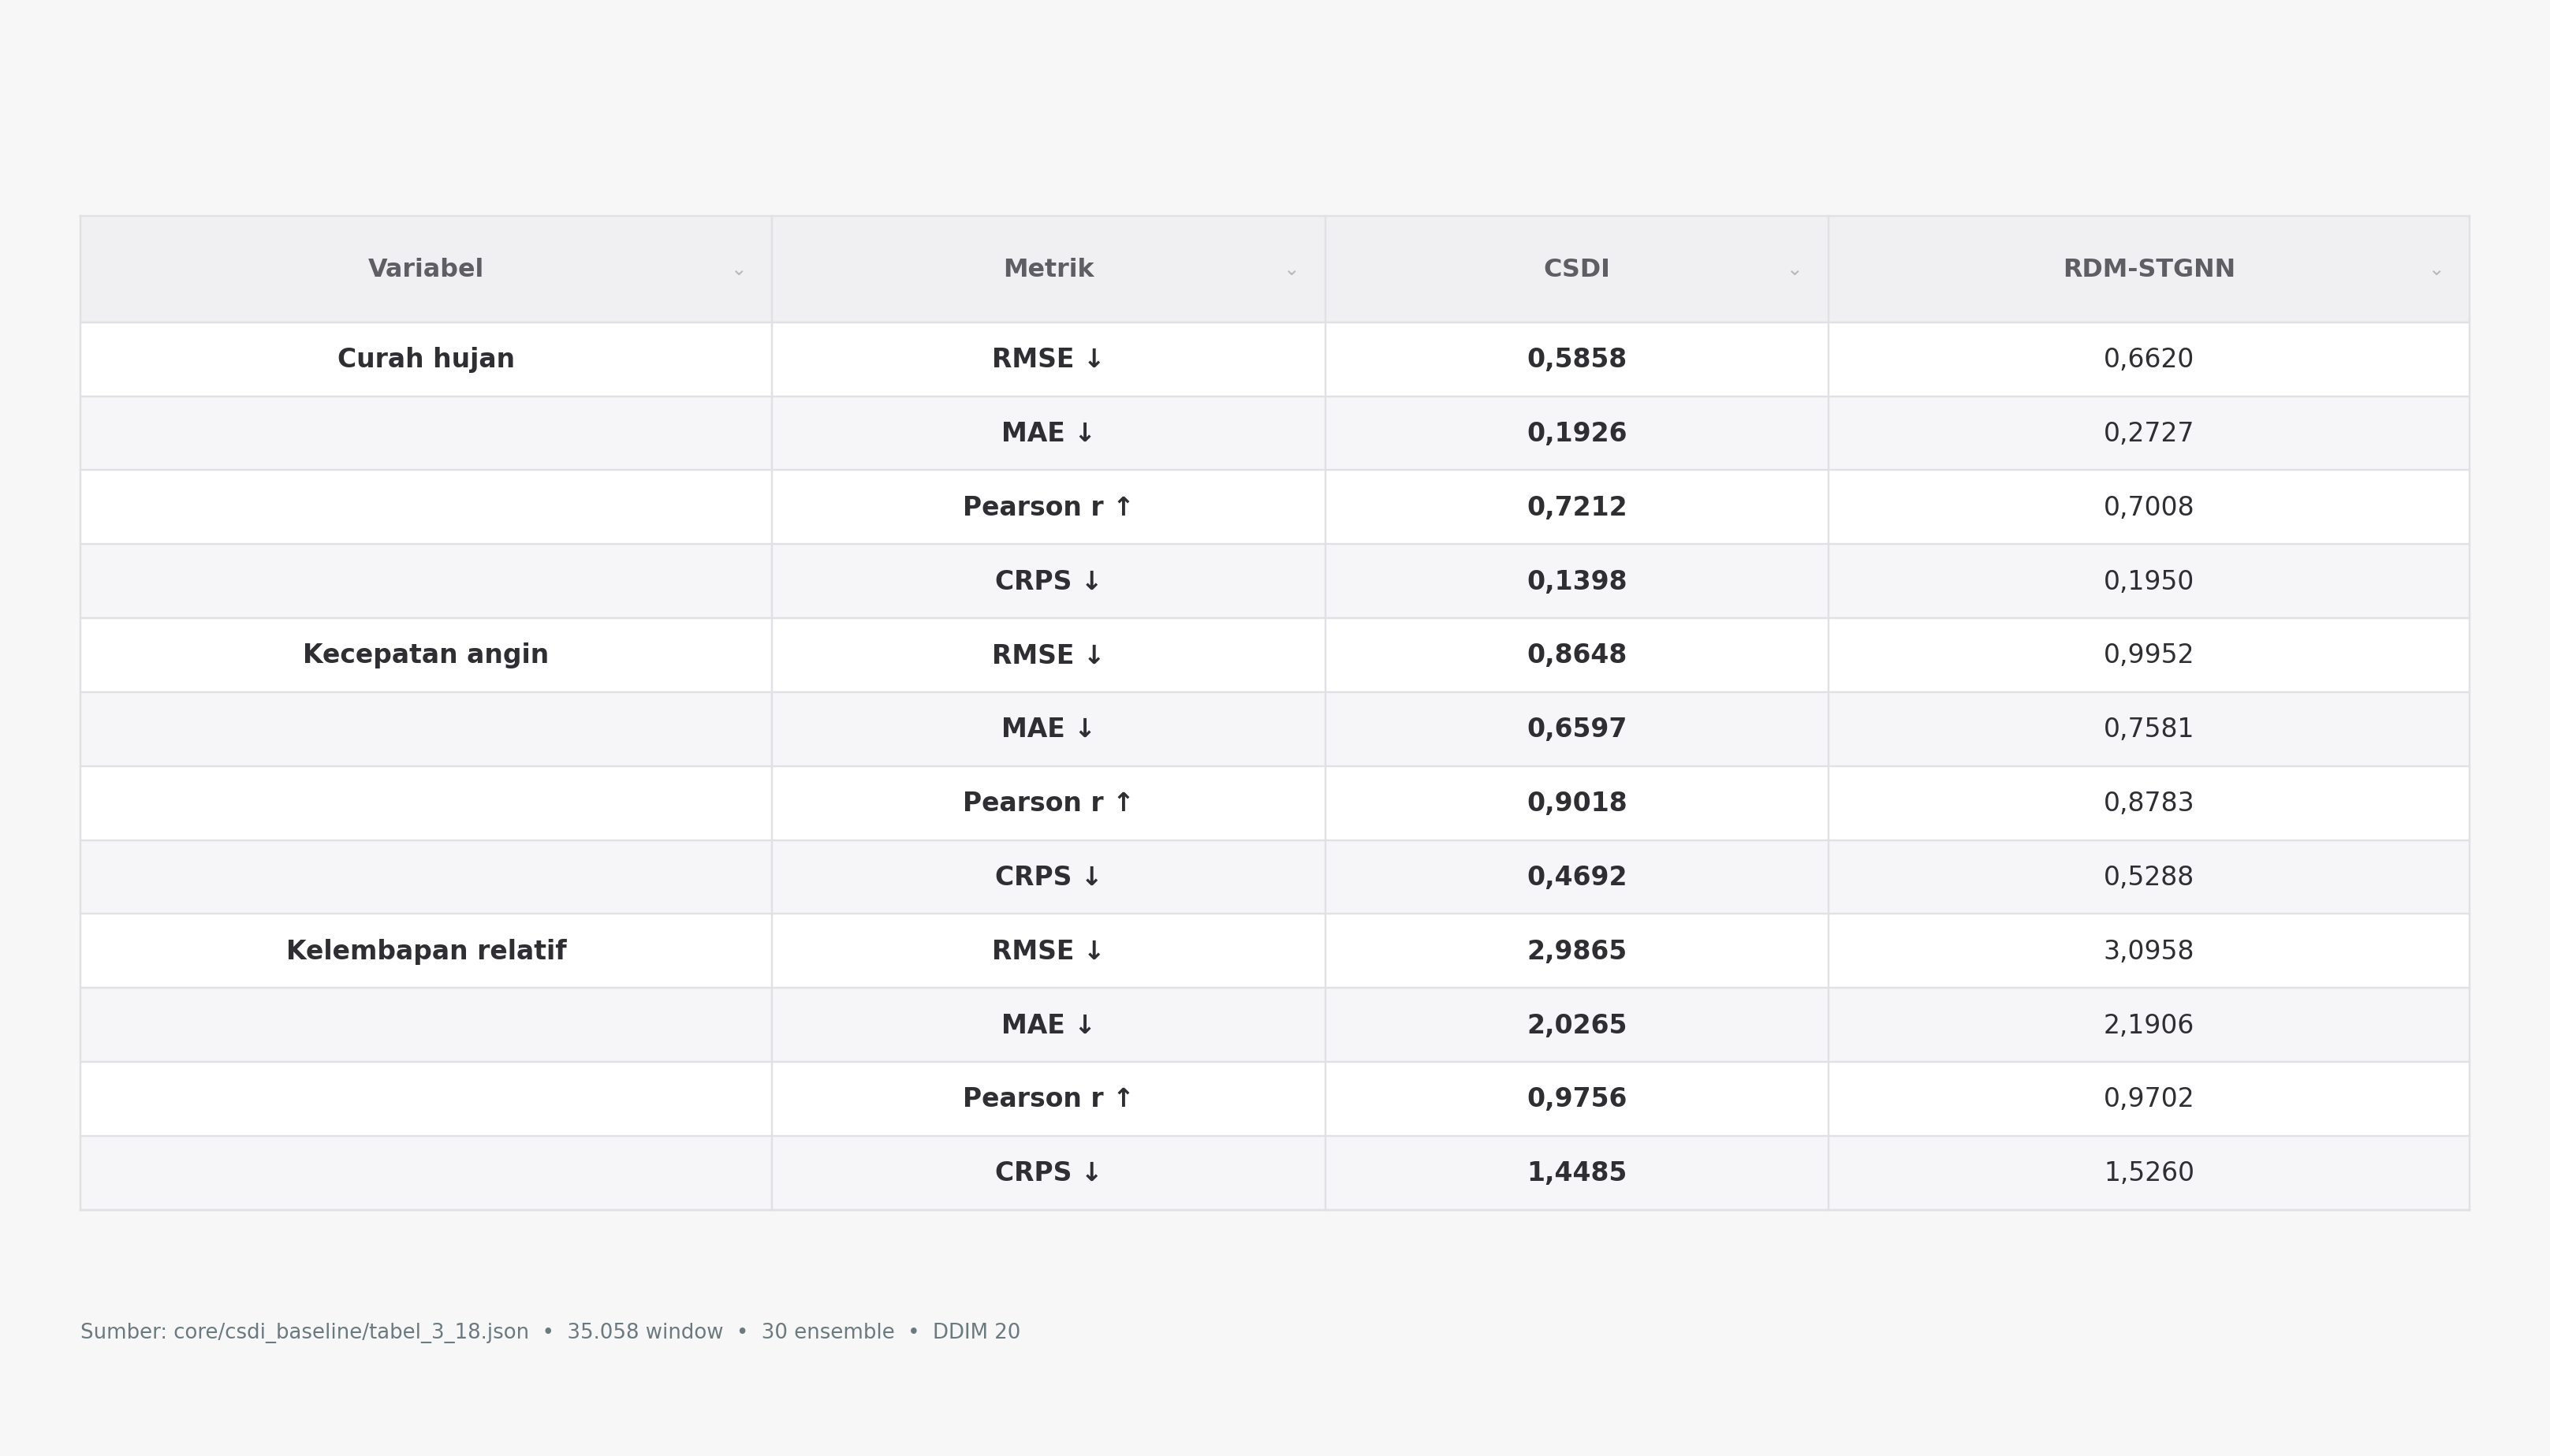 Variabel Metrik CSDI RDM-STGNN
Curah hujan RMSE ↓ 0,5858 0,6620
MAE ↓ 0,1926 0,2727
Pearson r ↑ 0,7212 0,7008
CRPS ↓ 0,1398 0,1950
Kecepatan angin RMSE ↓ 0,8648 0,9952
MAE ↓ 0,6597 0,7581
Pearson r ↑ 0,9018 0,8783
CRPS ↓ 0,4692 0,5288
Kelembapan relatif RMSE ↓ 2,9865 3,0958
MAE ↓ 2,0265 2,1906
Pearson r ↑ 0,9756 0,9702
CRPS ↓ 1,4485 1,5260
Sumber: core/csdi_baseline/tabel_3_18.json • 35.058 window • 30 ensemble • DDIM 20